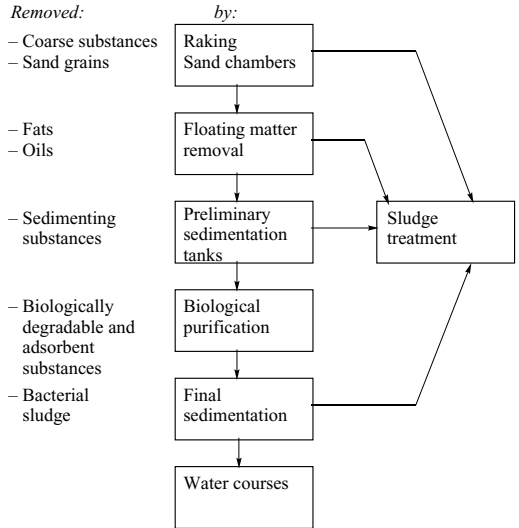 Removed:
by:
– Coarse substances
– Sand grains
Raking
Sand chambers
– Fats
– Oils
Floating matter
removal
– Sedimenting
substances
Preliminary
sedimentation
tanks
Sludge
treatment
– Biologically
degradable and
adsorbent
substances
Biological
purification
– Bacterial
sludge
Final
sedimentation
Water courses